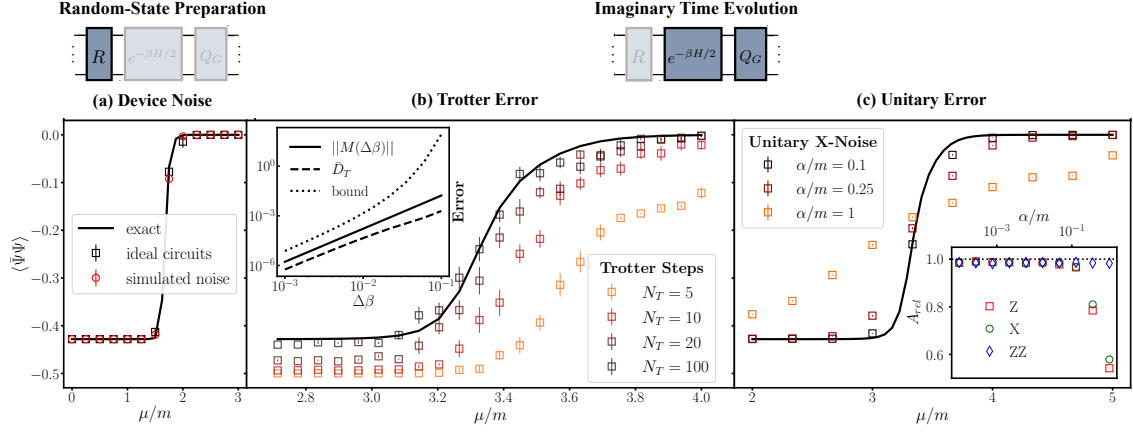 Random-State Preparation
Imaginary Time Evolution
R
e^{-βH/2}
Q_G
R
e^{-βH/2}
Q_G
(a) Device Noise
(b) Trotter Error
(c) Unitary Error
⟨Ψ̄Ψ⟩
0.0
−0.1
−0.2
−0.3
−0.4
−0.5
exact
ideal circuits
simulated noise
0 1 2 3
μ/m
||M(Δβ)||
D̄_T
bound
10^0
10^{-3}
10^{-6}
10^{-3} 10^{-2} 10^{-1}
Δβ
Error
Trotter Steps
N_T = 5
N_T = 10
N_T = 20
N_T = 100
2.8 3.0 3.2 3.4 3.6 3.8 4.0
μ/m
Unitary X-Noise
α/m = 0.1
α/m = 0.25
α/m = 1
α/m
10^{-3} 10^{-1}
A_{rel}
1.0
0.8
0.6
Z
X
ZZ
2 3 4 5
μ/m